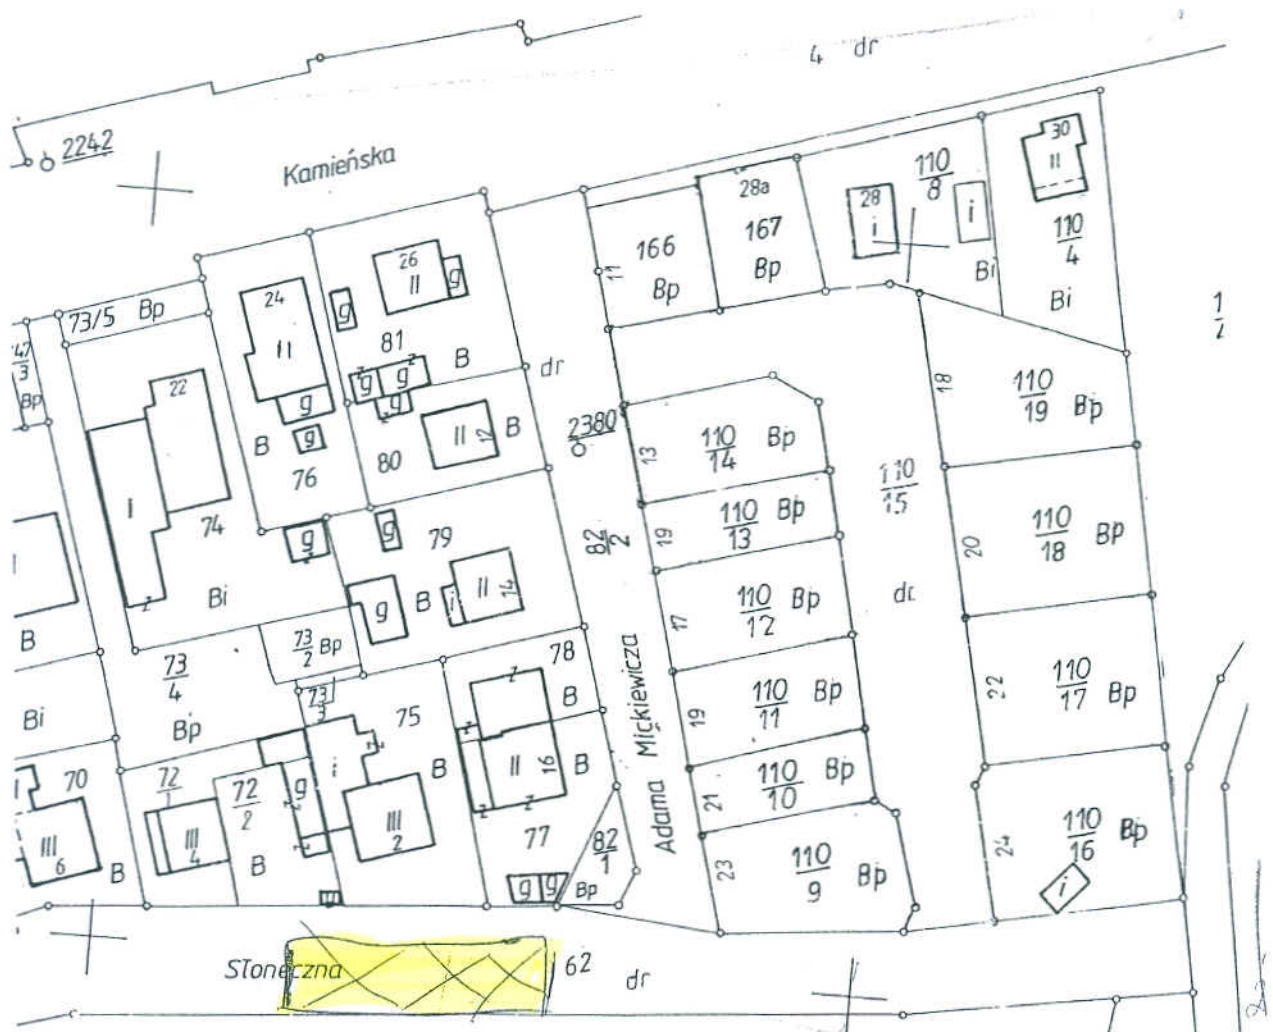 4 dr
2242
Kamieńska
30
II
110/8
28a
28
i
i
110/4
166
167
11
Bp
Bp
Bi
Bi
26
II
g
24
II
g
73/5 Bp
81
g g
B
g
dr
147/3
Bp
22
g
g
B
76
80
II 12
B
2380
13
110/14 Bp
110/15
18
110/19 Bp
I
74
g
g
79
82/2
19
110/13 Bp
20
110/18 Bp
I
Bi
g
B
i
II
14
17
110/12 Bp
dr
B
73/2 Bp
78
73/4
73/3
75
B
Adama Mickiewicza
19
110/11 Bp
22
110/17 Bp
Bi
Bp
i
B
II
16
B
70
72/1
72/2
g
21
110/10 Bp
III
6
III
4
III
2
77
82/1
23
110/9 Bp
24
110/16
B
B
g g
Bp
i
Słoneczna
62
dr